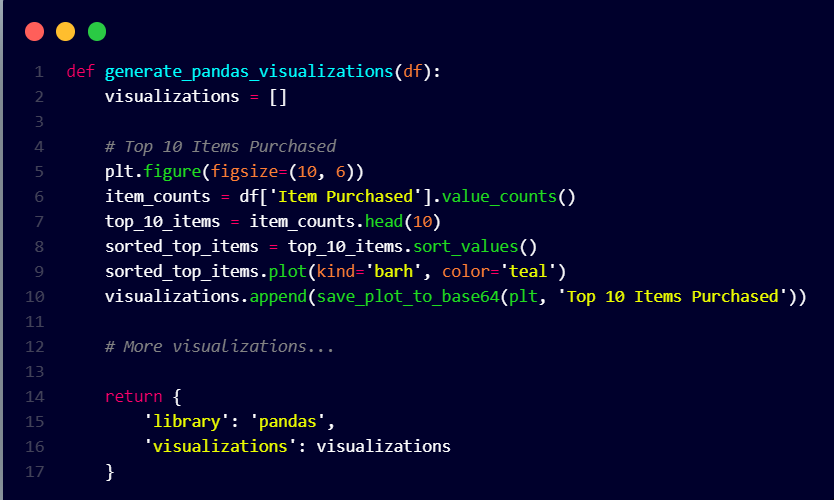 1 def generate_pandas_visualizations(df):
2     visualizations = []
3
4     # Top 10 Items Purchased
5     plt.figure(figsize=(10, 6))
6     item_counts = df['Item Purchased'].value_counts()
7     top_10_items = item_counts.head(10)
8     sorted_top_items = top_10_items.sort_values()
9     sorted_top_items.plot(kind='barh', color='teal')
10     visualizations.append(save_plot_to_base64(plt, 'Top 10 Items Purchased'))
11
12     # More visualizations...
13
14     return {
15         'library': 'pandas',
16         'visualizations': visualizations
17     }